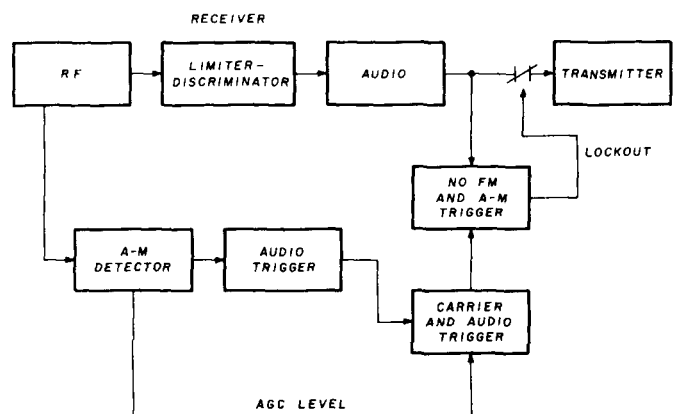 RECEIVER
RF
LIMITER-
DISCRIMINATOR
AUDIO
TRANSMITTER
LOCKOUT
NO FM
AND A-M
TRIGGER
A-M
DETECTOR
AUDIO
TRIGGER
CARRIER
AND AUDIO
TRIGGER
AGC LEVEL